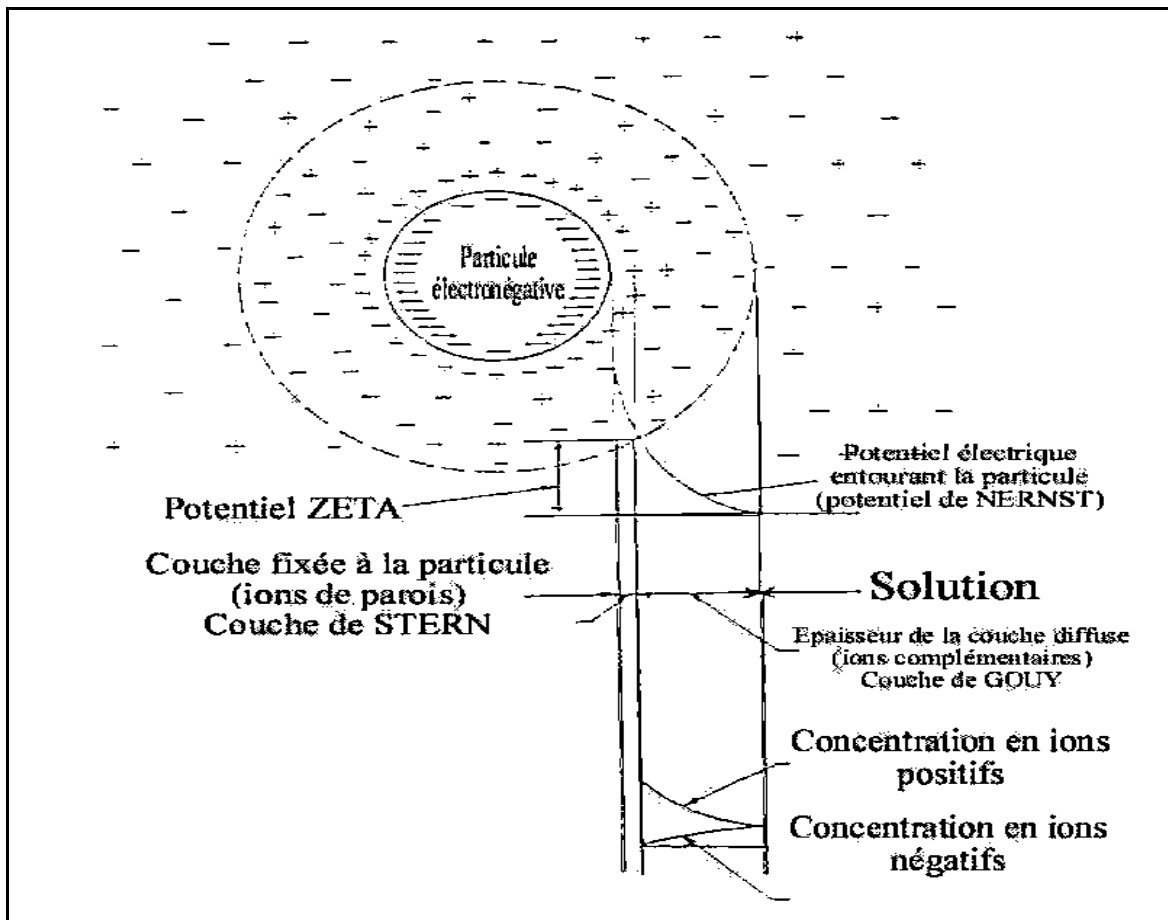 Particule
électronégative
Potentiel électrique
entourant la particule
(potentiel de NERNST)
Potentiel ZETA
Couche fixée à la particule
(ions de parois)
Couche de STERN
Solution
Epaisseur de la couche diffuse
(ions complémentaires)
Couche de GOUY
Concentration en ions
positifs
Concentration en ions
négatifs